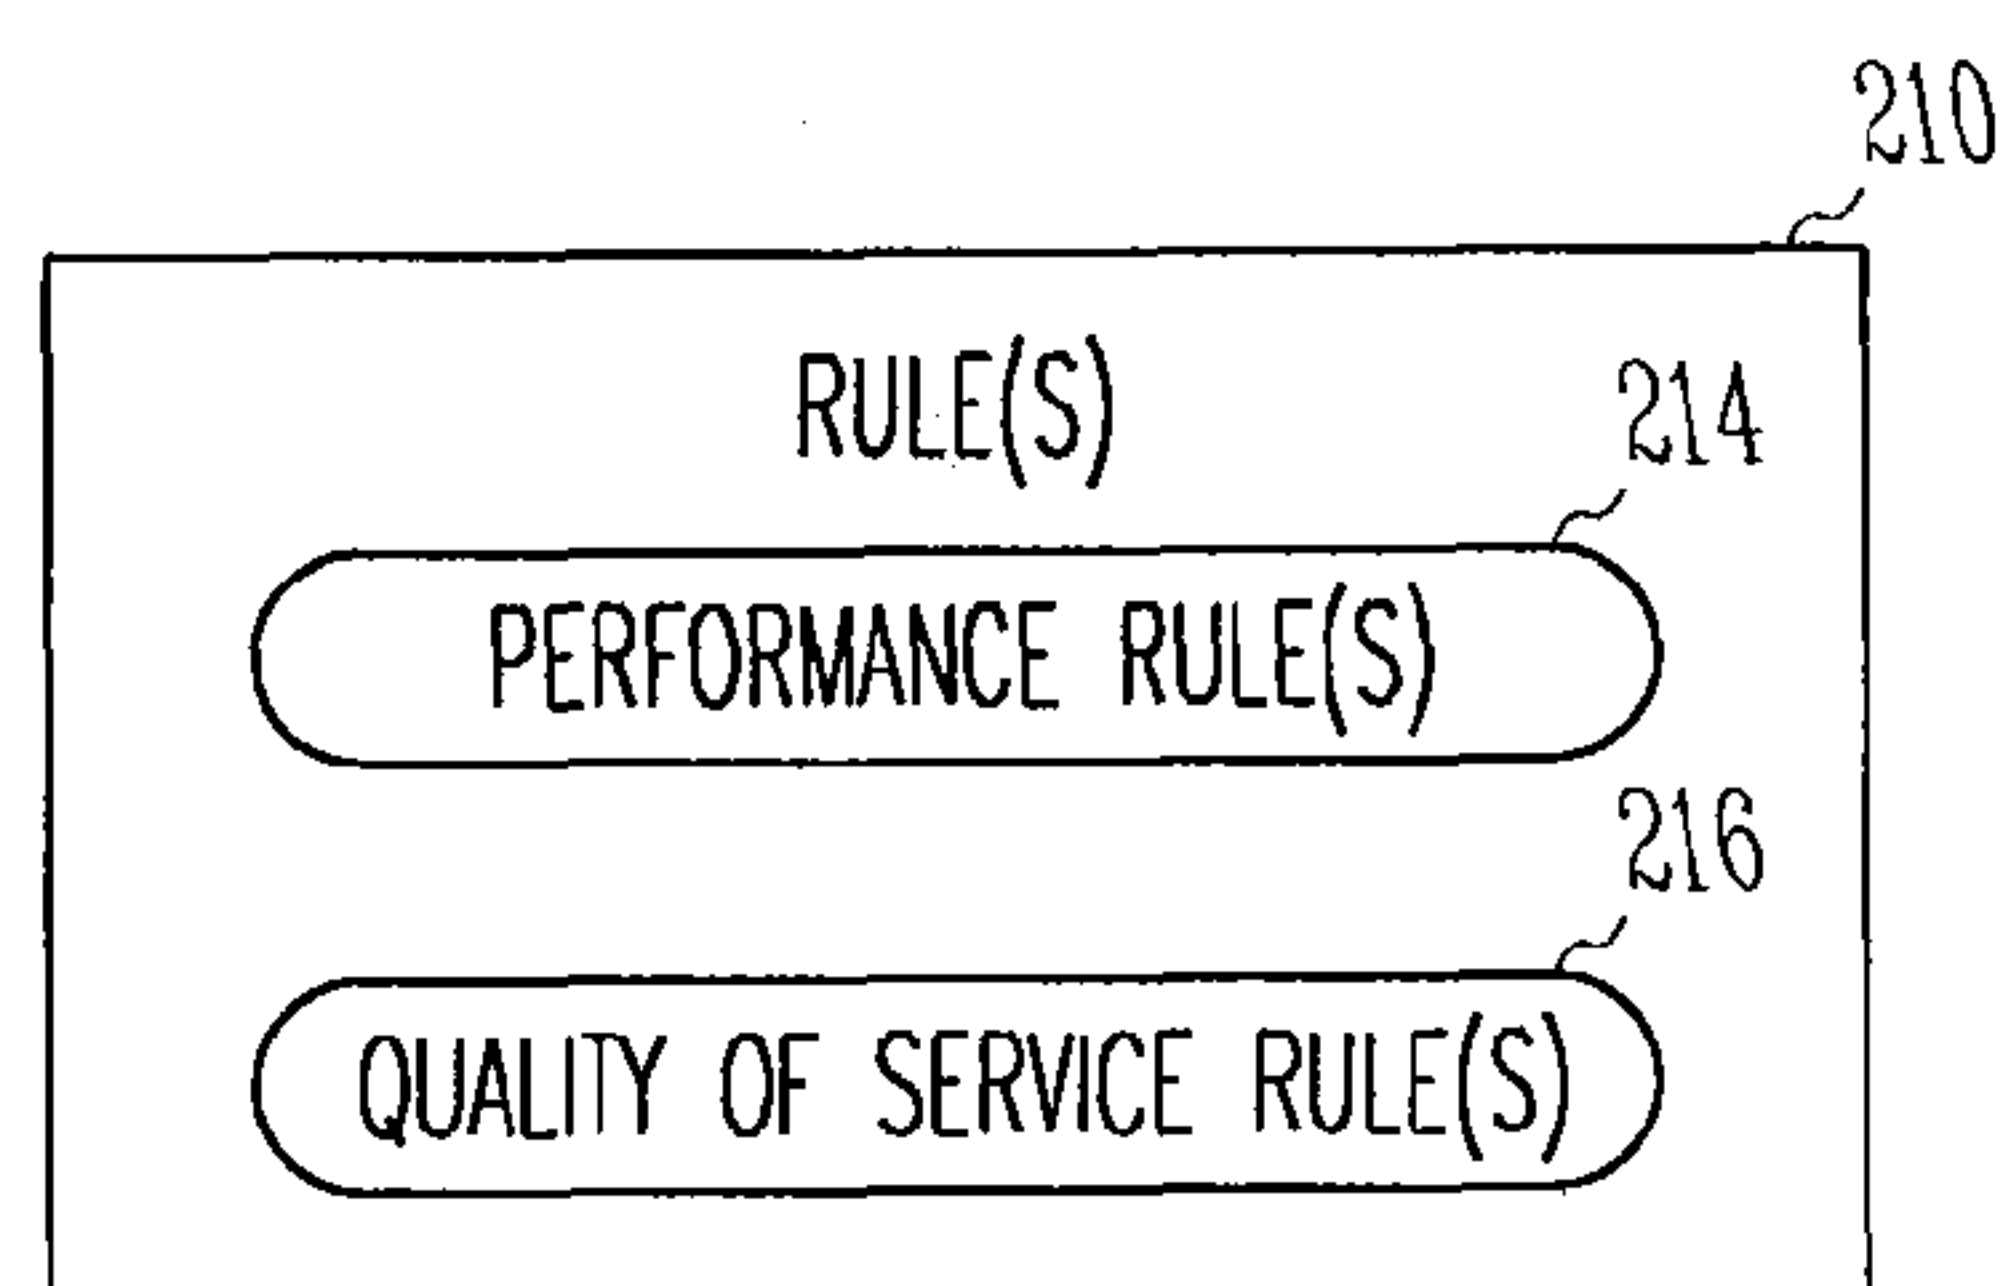 210
RULE(S)
214
PERFORMANCE RULE(S)
216
QUALITY OF SERVICE RULE(S)